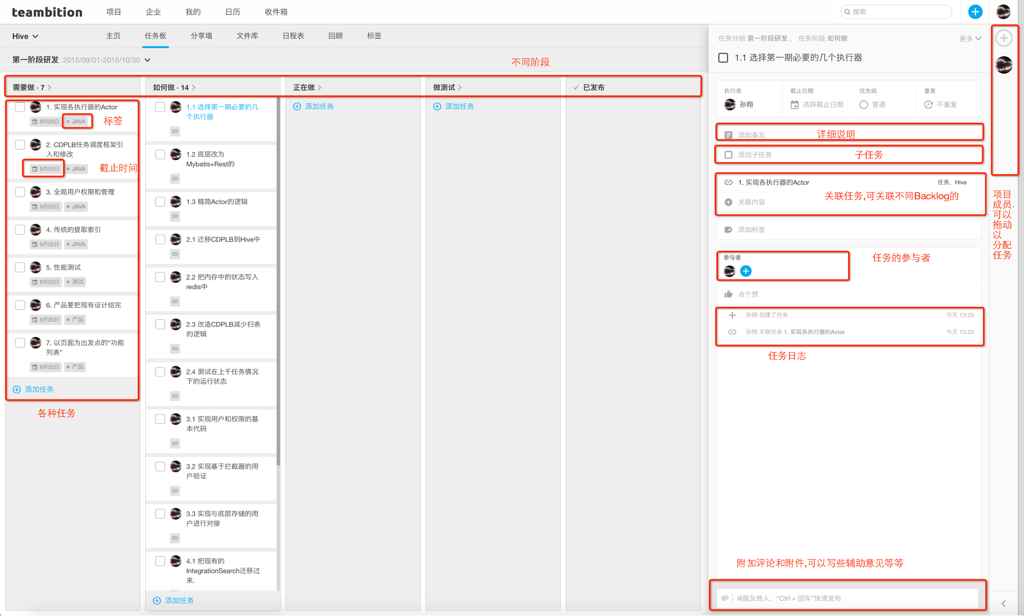 teambition 项目 企业 我的 日历 收件箱 搜索
Hive 主页 任务板 分享墙 文件库 日程表 回顾 标签
第一阶段研发 2015/09/01-2015/10/30
不同阶段
需要做 · 7 如何做 · 14 正在做 做测试 已发布
1. 实现各执行器的Actor
9月25日 JAVA
标签
2. CDPLB任务调度框架引
入和修改
9月25日 JAVA
截止时间
3. 全局用户权限和管理
9月25日 JAVA
4. 传统的提取索引
9月25日 JAVA
5. 性能测试
9月25日 测试
6. 产品要把现有设计给完
9月25日 产品
7. 以页面为出发点的“功能
列表”
9月25日 产品
添加任务
各种任务
1.1 选择第一期必要的几
个执行器
1.2 底层改为
Mybatis+Rest的
1.3 精简Actor的逻辑
2.1 迁移CDPLB到Hive中
2.2 把内存中的状态写入
redis中
2.3 改造CDPLB减少扫表
的逻辑
2.4 测试在上千任务情况
下的运行状态
3.1 实现用户和权限的基
本代码
3.2 实现基于拦截器的用
户验证
3.3 实现与底层存储的用
户进行对接
4.1 把现有的
IntegrationSearch迁移过
来.
添加任务
添加任务
添加任务
任务分组 第一阶段研发 、 任务阶段 如何做 更多
1.1 选择第一期必要的几个执行器
执行者 截止日期 优先级 重复
孙翔 选择截止日期 普通 不重复
添加备忘 详细说明
添加子任务 子任务
1. 实现各执行器的Actor 任务、Hive
关联内容 关联任务,可关联不同Backlog的
添加标签
参与者
任务的参与者
点个赞
孙翔 创建了任务 今天 13:23
孙翔 关联任务 1. 实现各执行器的Actor 今天 13:23
任务日志
附加评论和附件,可以写些辅助意见等等
@提及他人，“Ctrl + 回车”快速发布
项目
成员,
可以
拖动
以
分配
任务